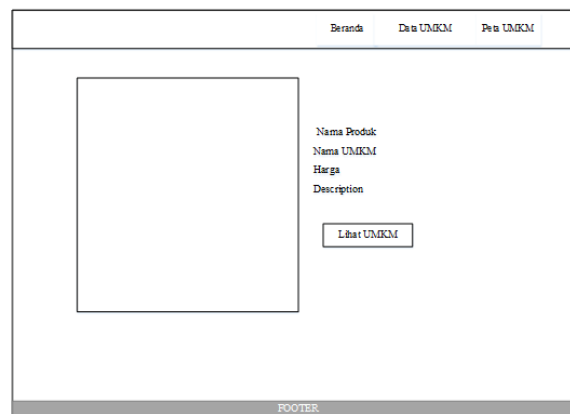 Beranda Data UMKM Peta UMKM
Nama Produk
Nama UMKM
Harga
Description
Lihat UMKM
FOOTER